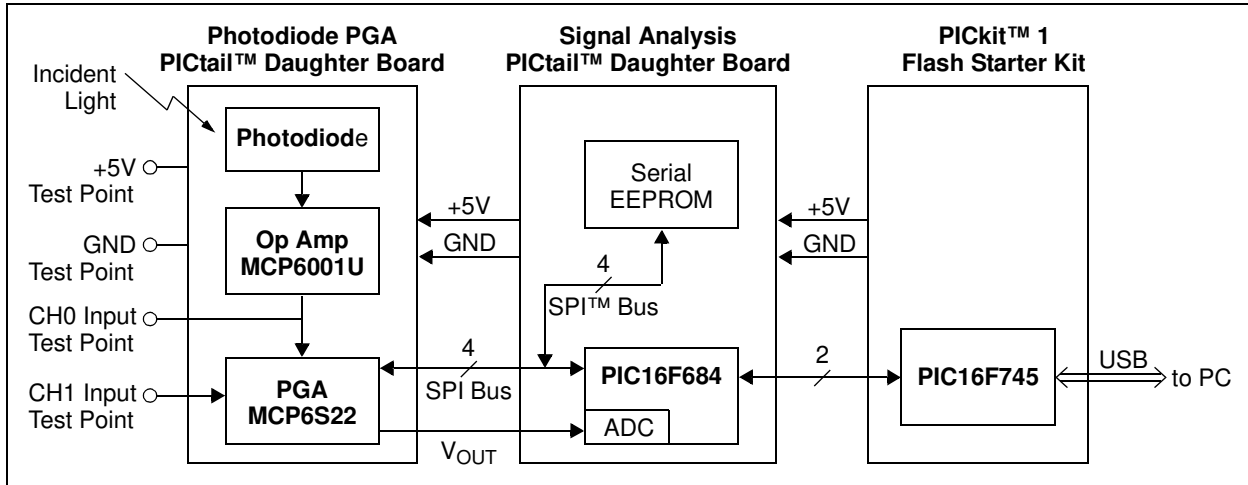 Photodiode PGA
PICtail™ Daughter Board
Signal Analysis
PICtail™ Daughter Board
PICkit™ 1
Flash Starter Kit
Incident
Light
Photodiode
+5V
Test Point
Op Amp
MCP6001U
GND
Test Point
CH0 Input
Test Point
PGA
MCP6S22
CH1 Input
Test Point
+5V
GND
4
SPI Bus
VOUT
Serial
EEPROM
4
SPI™ Bus
PIC16F684
ADC
+5V
GND
2
PIC16F745
USB
to PC